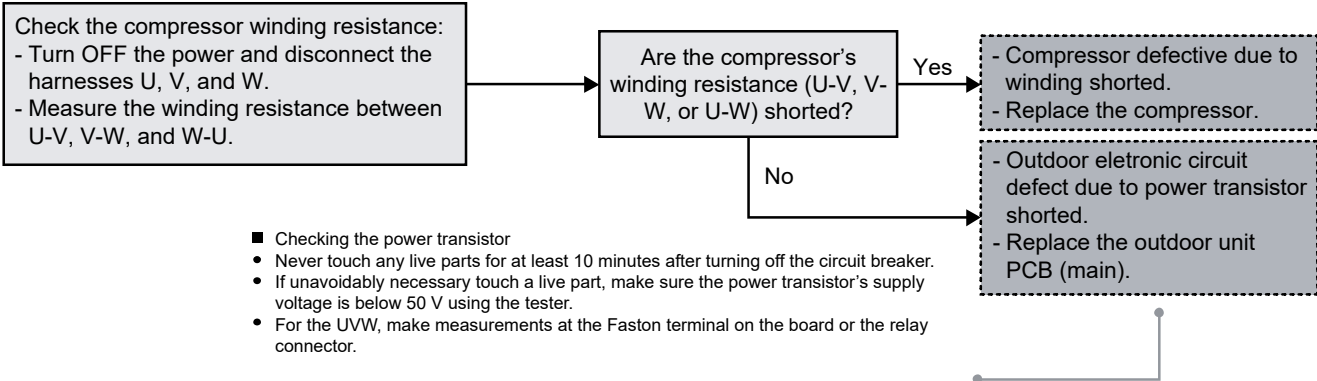 Check the compressor winding resistance:
- Turn OFF the power and disconnect the
harnesses U, V, and W.
- Measure the winding resistance between
U-V, V-W, and W-U.
Are the compressor’s
winding resistance (U-V, V-
W, or U-W) shorted?
Yes
- Compressor defective due to
winding shorted.
- Replace the compressor.
No
- Outdoor eletronic circuit
defect due to power transistor
shorted.
- Replace the outdoor unit
PCB (main).
■ Checking the power transistor
• Never touch any live parts for at least 10 minutes after turning off the circuit breaker.
• If unavoidably necessary touch a live part, make sure the power transistor’s supply
voltage is below 50 V using the tester.
• For the UVW, make measurements at the Faston terminal on the board or the relay
connector.